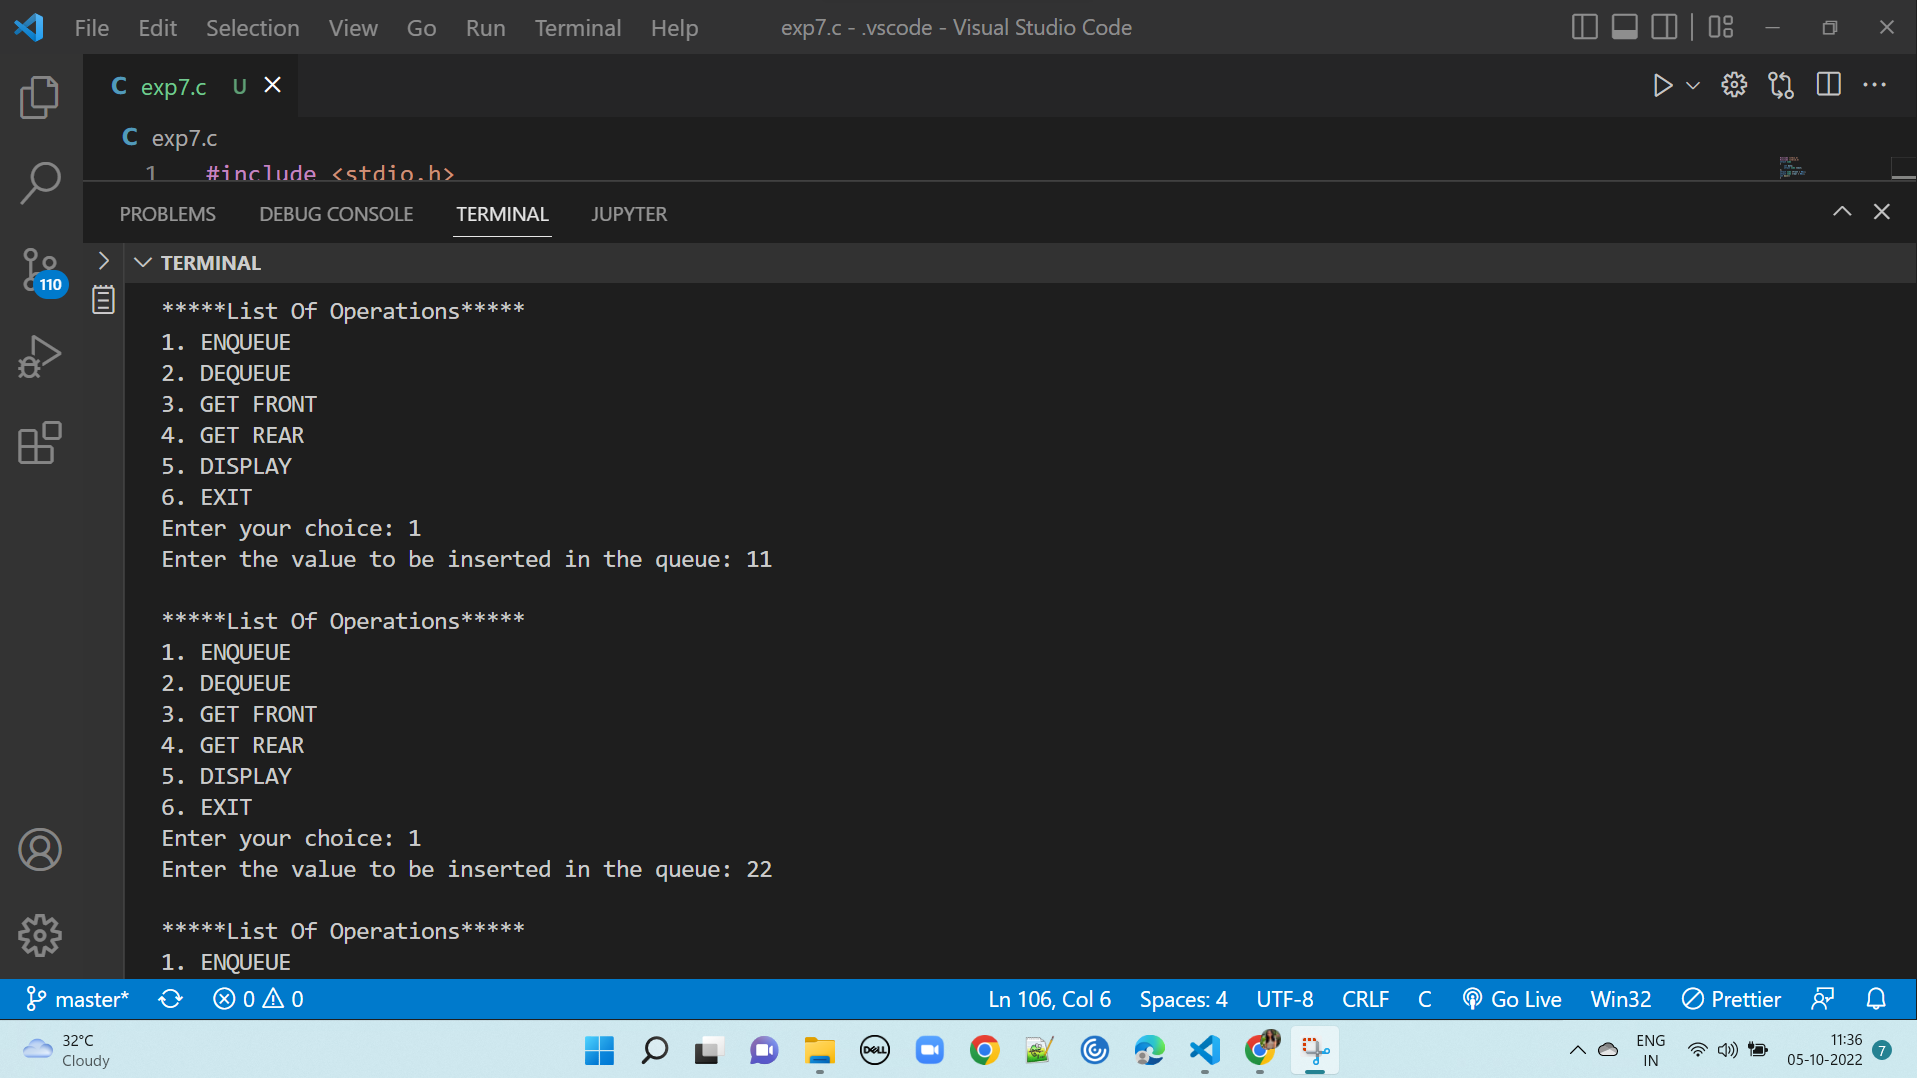 File Edit Selection View Go Run Terminal Help exp7.c - .vscode - Visual Studio Code
C exp7.c U
C exp7.c
1 #include <stdio.h>
PROBLEMS DEBUG CONSOLE TERMINAL JUPYTER
TERMINAL
*****List Of Operations*****
1. ENQUEUE
2. DEQUEUE
3. GET FRONT
4. GET REAR
5. DISPLAY
6. EXIT
Enter your choice: 1
Enter the value to be inserted in the queue: 11
*****List Of Operations*****
1. ENQUEUE
2. DEQUEUE
3. GET FRONT
4. GET REAR
5. DISPLAY
6. EXIT
Enter your choice: 1
Enter the value to be inserted in the queue: 22
*****List Of Operations*****
1. ENQUEUE
110
master* 0 0 Ln 106, Col 6 Spaces: 4 UTF-8 CRLF C Go Live Win32 Prettier
32°C
Cloudy
DELL
ENG
IN
11:36
05-10-2022
7